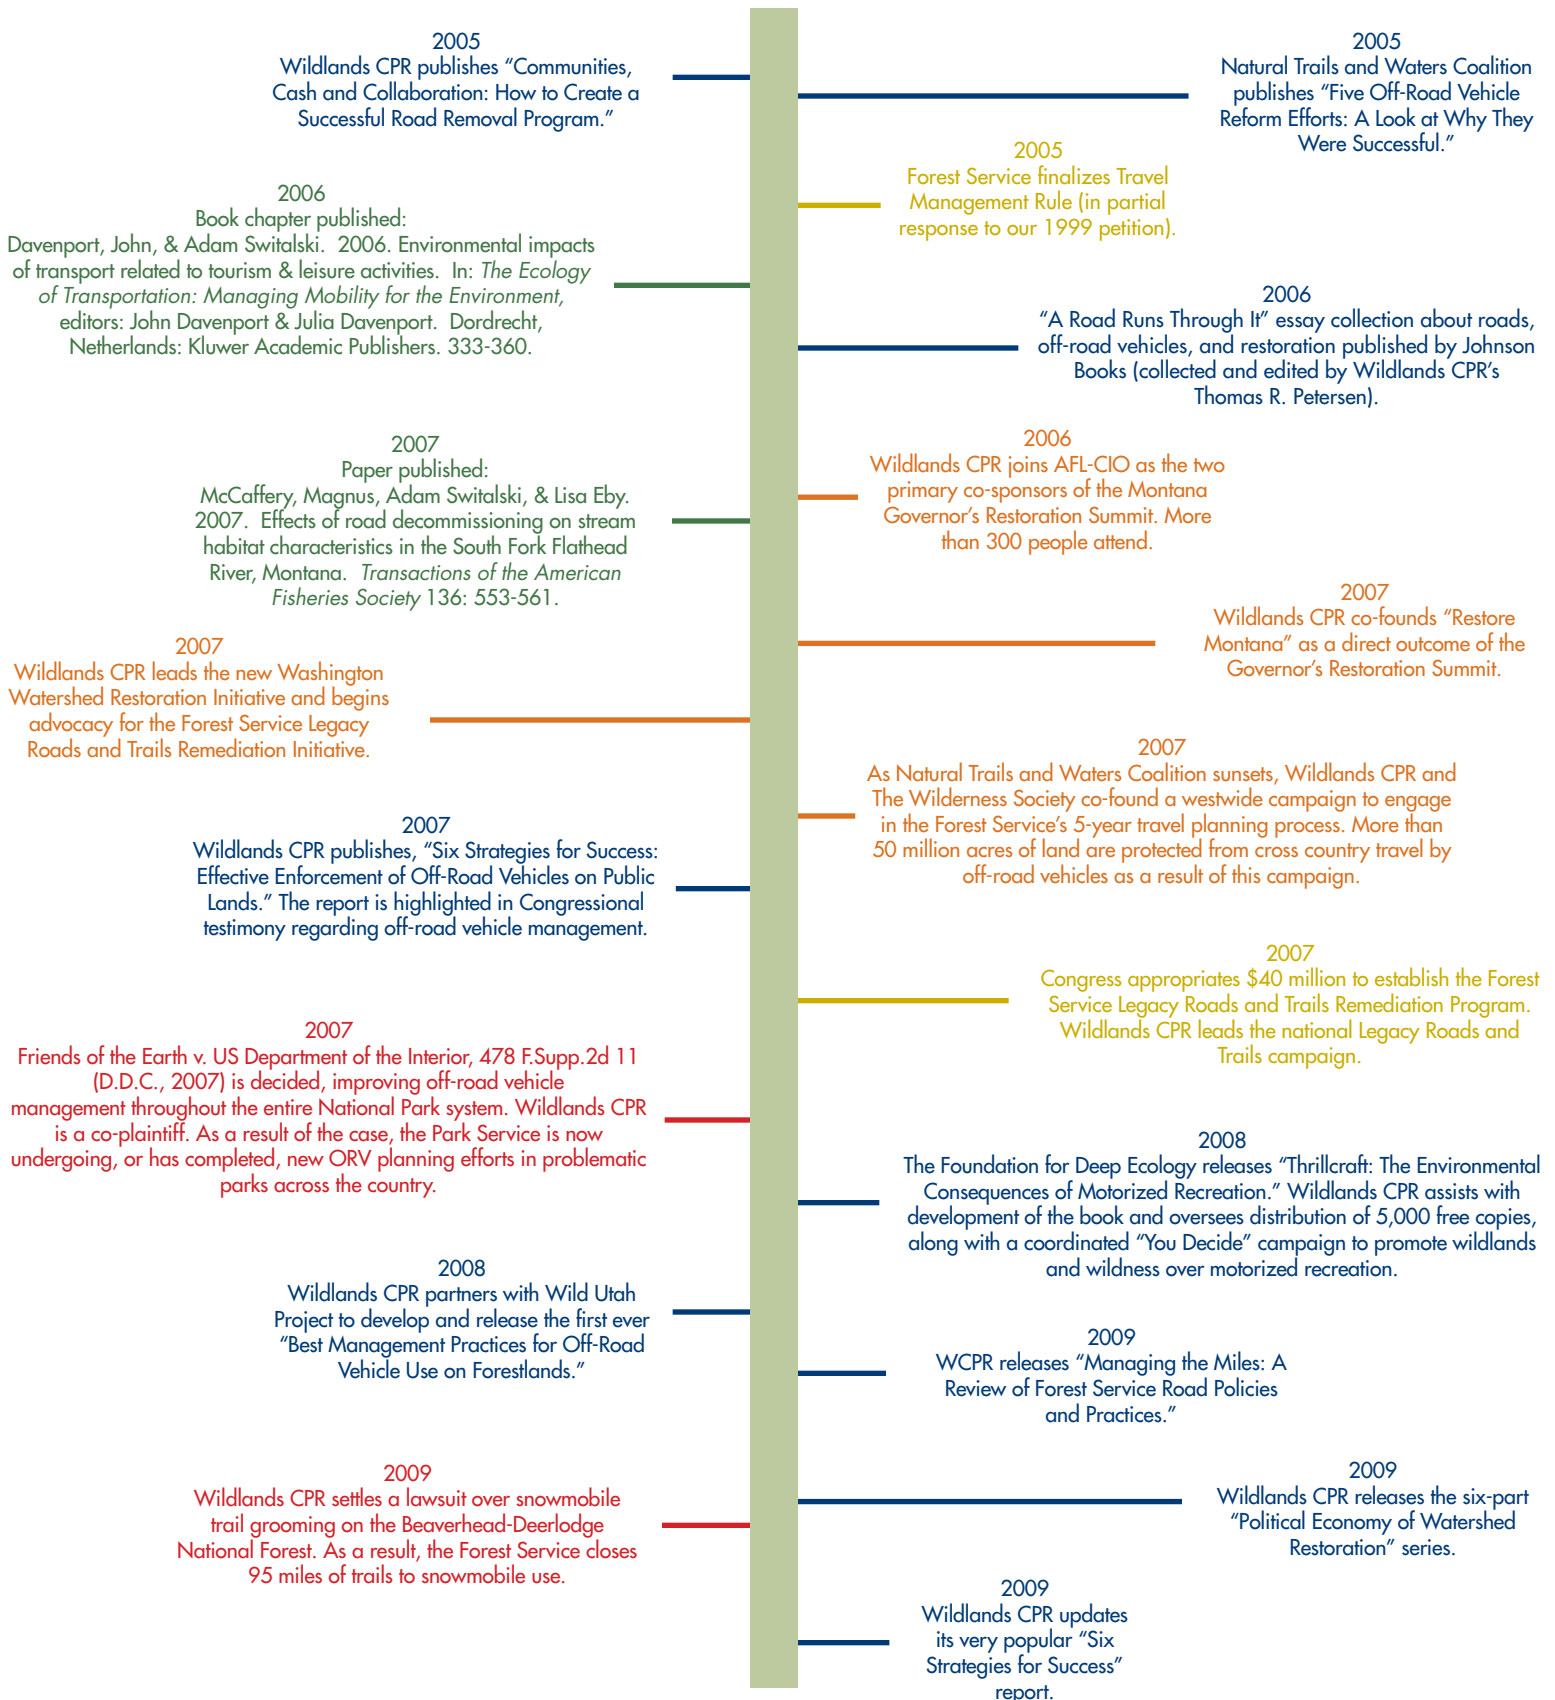 2005
Wildlands CPR publishes “Communities,
Cash and Collaboration: How to Create a
Successful Road Removal Program.”
2005
Natural Trails and Waters Coalition
publishes “Five Off-Road Vehicle
Reform Efforts: A Look at Why They
Were Successful.”
2005
Forest Service finalizes Travel
Management Rule (in partial
response to our 1999 petition).
2006
Book chapter published:
Davenport, John, & Adam Switalski.  2006. Environmental impacts
of transport related to tourism & leisure activities.  In: The Ecology
of Transportation: Managing Mobility for the Environment,
editors: John Davenport & Julia Davenport.  Dordrecht,
Netherlands: Kluwer Academic Publishers. 333-360.
2006
“A Road Runs Through It” essay collection about roads,
off-road vehicles, and restoration published by Johnson
Books (collected and edited by Wildlands CPR’s
Thomas R. Petersen).
2006
Wildlands CPR joins AFL-CIO as the two
primary co-sponsors of the Montana
Governor’s Restoration Summit. More
than 300 people attend.
2007
Paper published:
McCaffery, Magnus, Adam Switalski, & Lisa Eby.
2007.  Effects of road decommissioning on stream
habitat characteristics in the South Fork Flathead
River, Montana.  Transactions of the American
Fisheries Society 136: 553-561.
2007
Wildlands CPR co-founds “Restore
Montana” as a direct outcome of the
Governor’s Restoration Summit.
2007
Wildlands CPR leads the new Washington
Watershed Restoration Initiative and begins
advocacy for the Forest Service Legacy
Roads and Trails Remediation Initiative.
2007
As Natural Trails and Waters Coalition sunsets, Wildlands CPR and
The Wilderness Society co-found a westwide campaign to engage
in the Forest Service’s 5-year travel planning process. More than
50 million acres of land are protected from cross country travel by
off-road vehicles as a result of this campaign.
2007
Wildlands CPR publishes, “Six Strategies for Success:
Effective Enforcement of Off-Road Vehicles on Public
Lands.” The report is highlighted in Congressional
testimony regarding off-road vehicle management.
2007
Congress appropriates $40 million to establish the Forest
Service Legacy Roads and Trails Remediation Program.
Wildlands CPR leads the national Legacy Roads and
Trails campaign.
2007
Friends of the Earth v. US Department of the Interior, 478 F.Supp.2d 11
(D.D.C., 2007) is decided, improving off-road vehicle
management throughout the entire National Park system. Wildlands CPR
is a co-plaintiff. As a result of the case, the Park Service is now
undergoing, or has completed, new ORV planning efforts in problematic
parks across the country.
2008
The Foundation for Deep Ecology releases “Thrillcraft: The Environmental
Consequences of Motorized Recreation.” Wildlands CPR assists with
development of the book and oversees distribution of 5,000 free copies,
along with a coordinated “You Decide” campaign to promote wildlands
and wildness over motorized recreation.
2008
Wildlands CPR partners with Wild Utah
Project to develop and release the first ever
“Best Management Practices for Off-Road
Vehicle Use on Forestlands.”
2009
WCPR releases “Managing the Miles: A
Review of Forest Service Road Policies
and Practices.”
2009
Wildlands CPR settles a lawsuit over snowmobile
trail grooming on the Beaverhead-Deerlodge
National Forest. As a result, the Forest Service closes
95 miles of trails to snowmobile use.
2009
Wildlands CPR releases the six-part
“Political Economy of Watershed
Restoration” series.
2009
Wildlands CPR updates
its very popular “Six
Strategies for Success”
report.